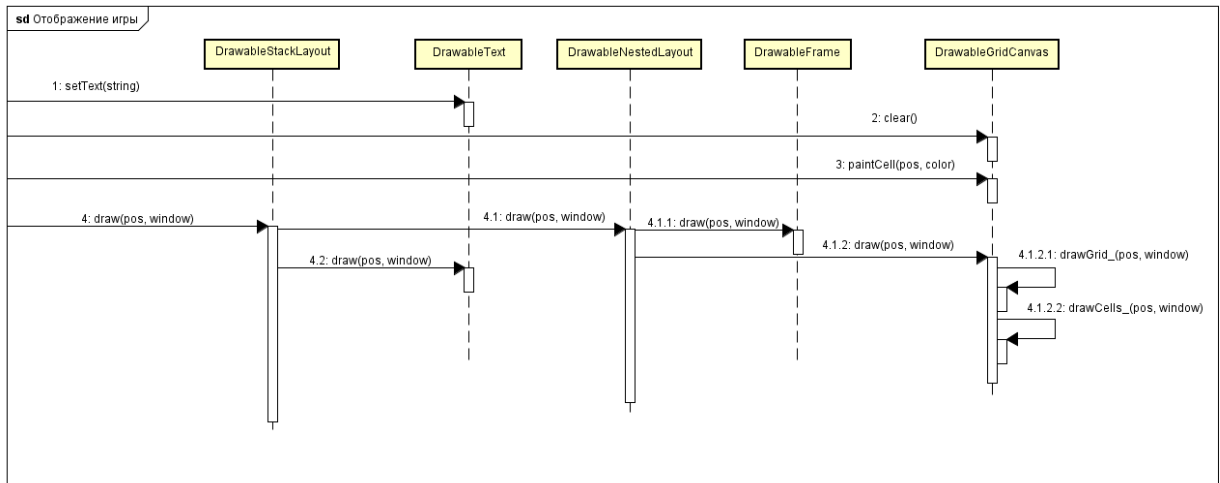 sd Отображение игры
DrawableStackLayout
DrawableText
DrawableNestedLayout
DrawableFrame
DrawableGridCanvas
1: setText(string)
2: clear()
3: paintCell(pos, color)
4: draw(pos, window)
4.1: draw(pos, window)
4.1.1: draw(pos, window)
4.1.2: draw(pos, window)
4.1.2.1: drawGrid_(pos, window)
4.2: draw(pos, window)
4.1.2.2: drawCells_(pos, window)